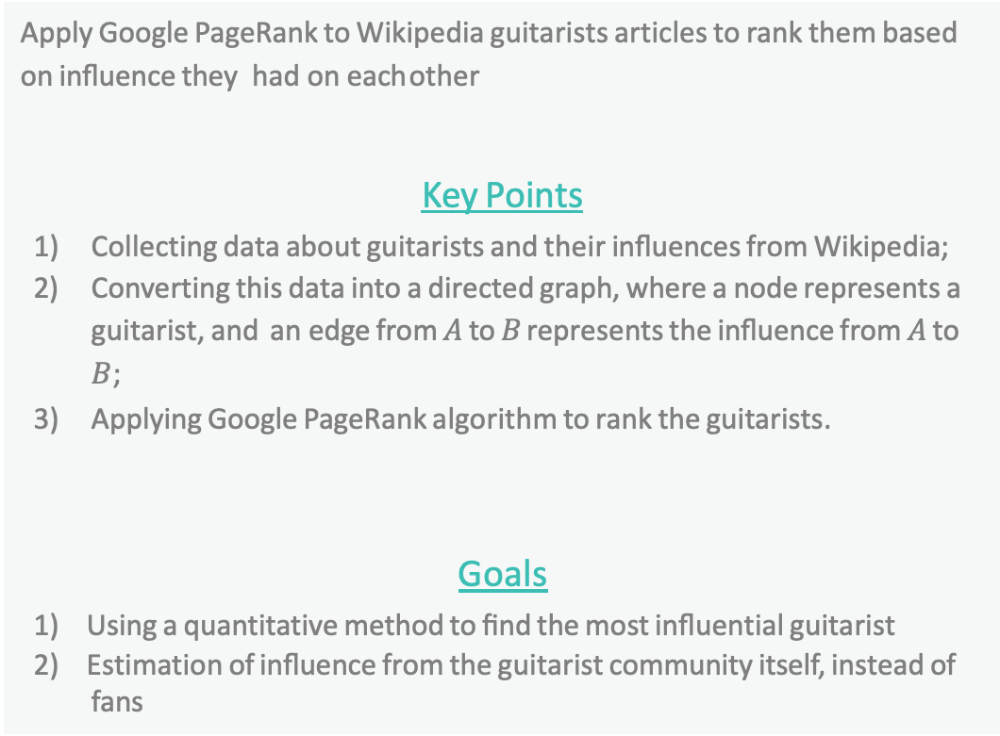 Apply Google PageRank to Wikipedia guitarists articles to rank them based
on influence they had on each other
Key Points
1) Collecting data about guitarists and their influences from Wikipedia;
2) Converting this data into a directed graph, where a node represents a
guitarist, and an edge from A to B represents the influence from A to
B;
3) Applying Google PageRank algorithm to rank the guitarists.
Goals
1) Using a quantitative method to find the most influential guitarist
2) Estimation of influence from the guitarist community itself, instead of
fans